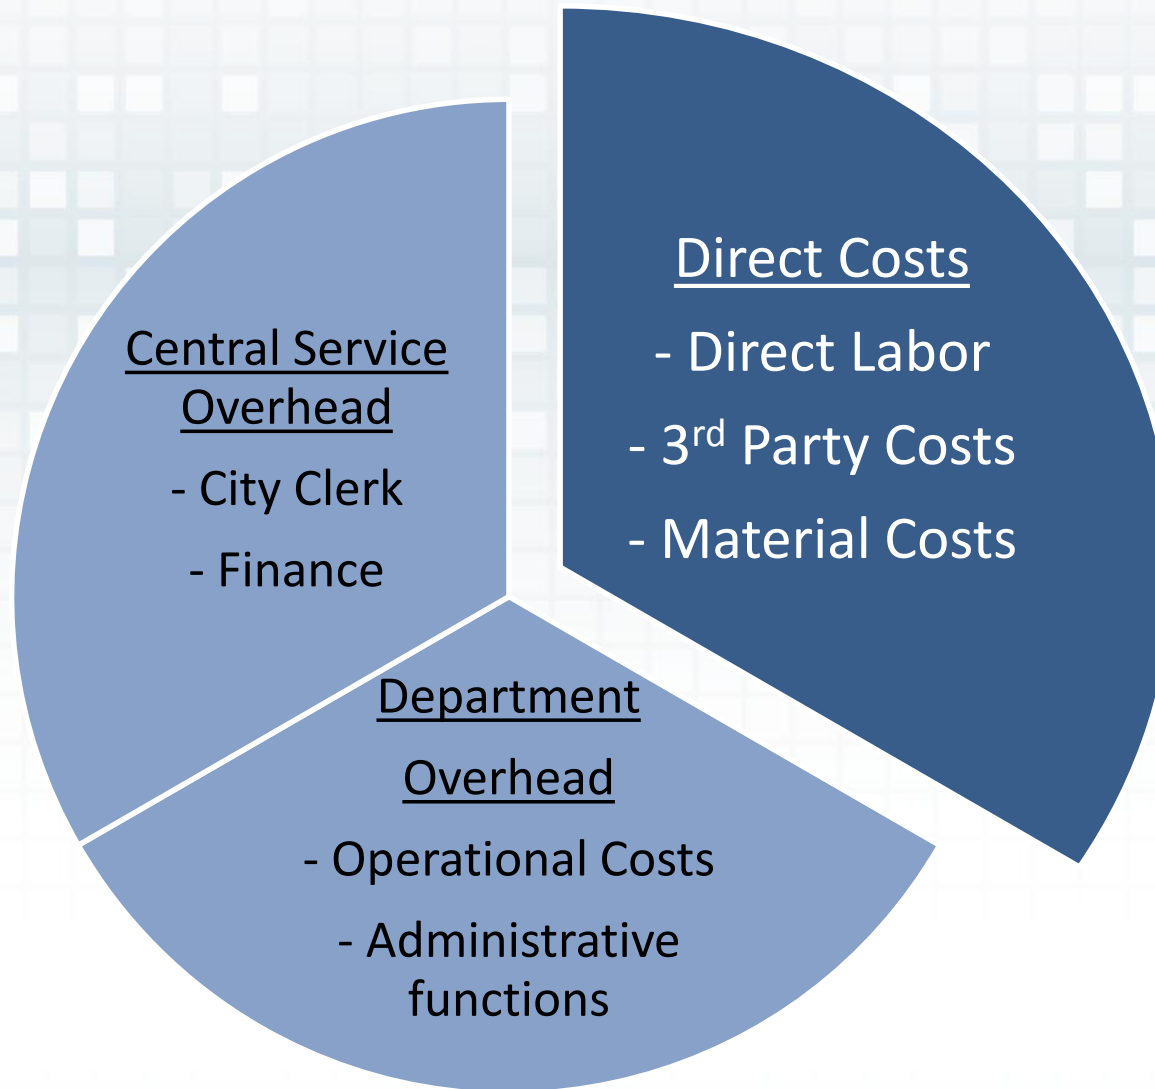 Direct Costs
- Direct Labor
- 3rd Party Costs
- Material Costs
Central Service
Overhead
- City Clerk
- Finance
Department
Overhead
- Operational Costs
- Administrative
functions